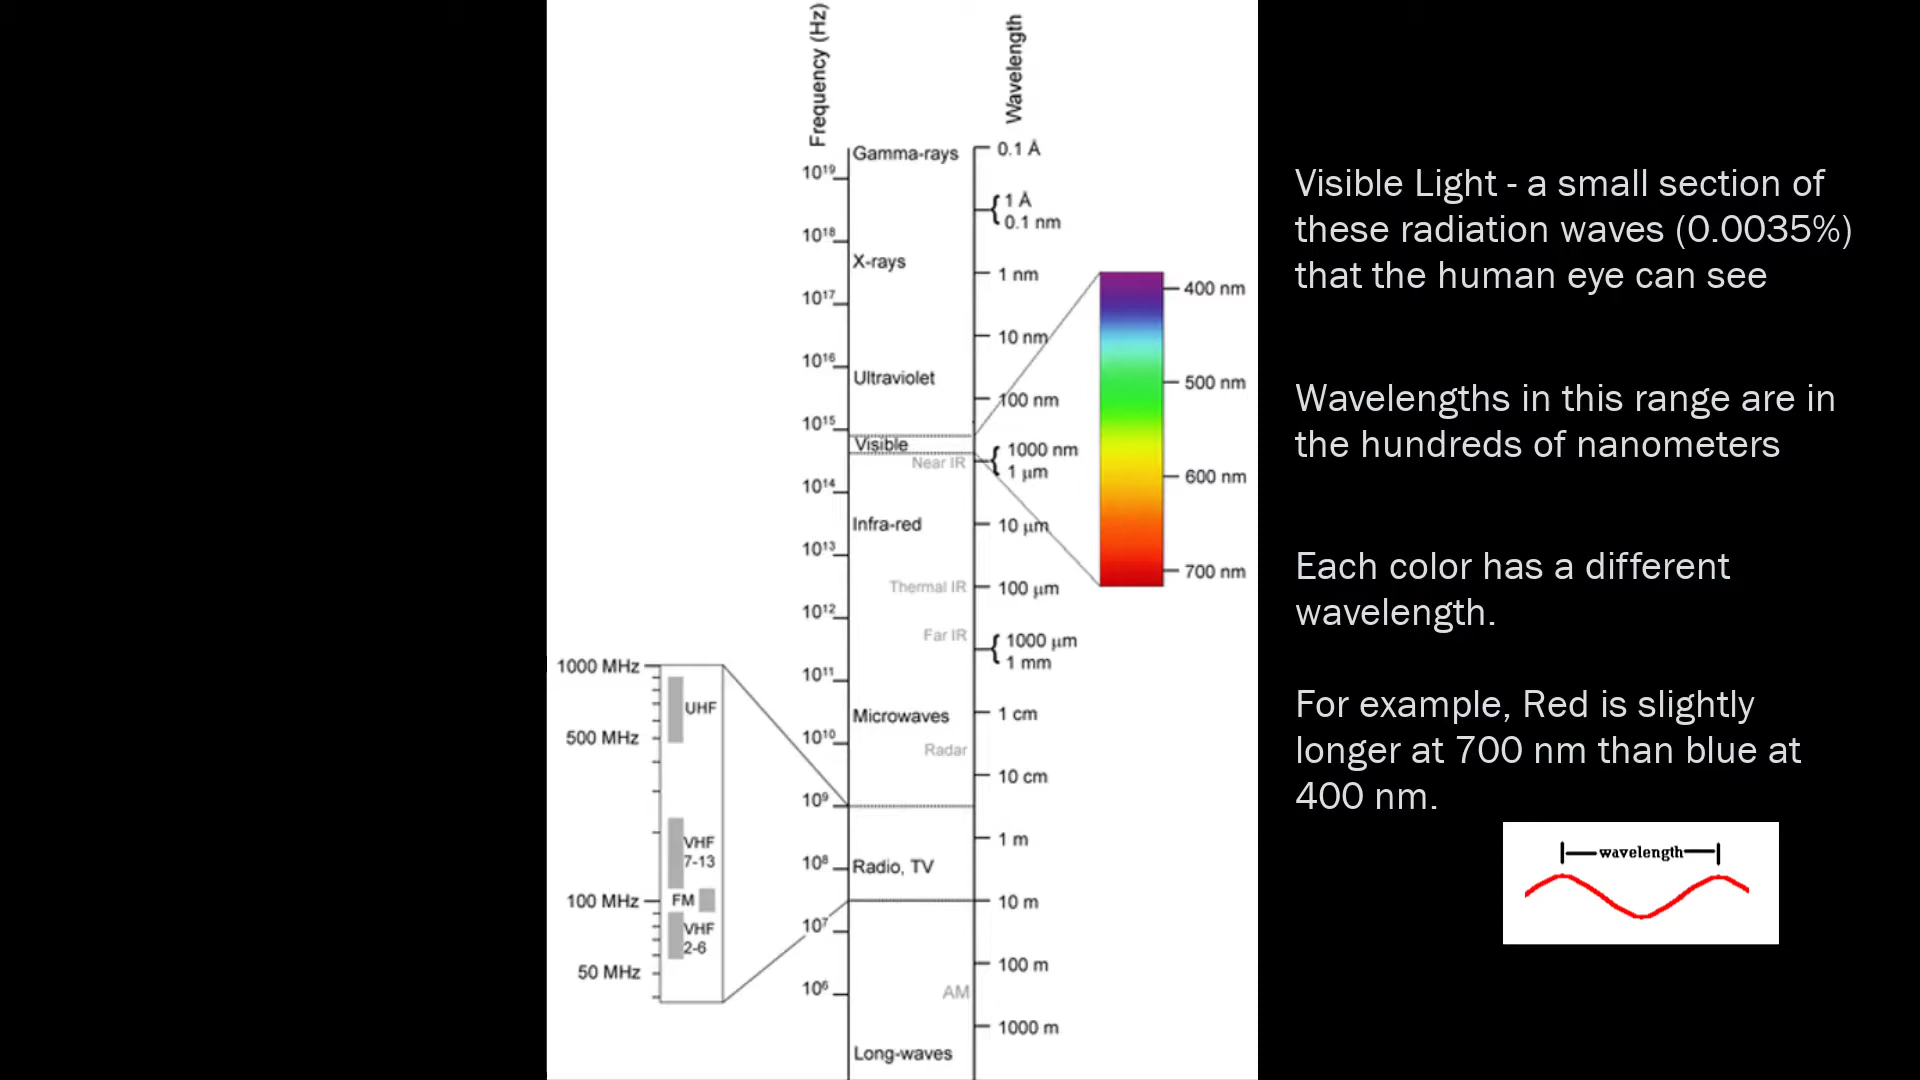 Frequency (Hz)
Wavelength
Gamma-rays
X-rays
Ultraviolet
Visible
Near IR
Infra-red
Thermal IR
Far IR
Microwaves
Radar
Radio, TV
AM
Long-waves
10¹⁹
10¹⁸
10¹⁷
10¹⁶
10¹⁵
10¹⁴
10¹³
10¹²
10¹¹
10¹⁰
10⁹
10⁸
10⁷
10⁶
0.1 Å
1 Å
0.1 nm
1 nm
10 nm
100 nm
1000 nm
1 µm
10 µm
100 µm
1000 µm
1 mm
1 cm
10 cm
1 m
10 m
100 m
1000 m
400 nm
500 nm
600 nm
700 nm
1000 MHz
500 MHz
100 MHz
50 MHz
UHF
VHF
7-13
FM
VHF
2-6
Visible Light - a small section of
these radiation waves (0.0035%)
that the human eye can see
Wavelengths in this range are in
the hundreds of nanometers
Each color has a different
wavelength.
For example, Red is slightly
longer at 700 nm than blue at
400 nm.
wavelength